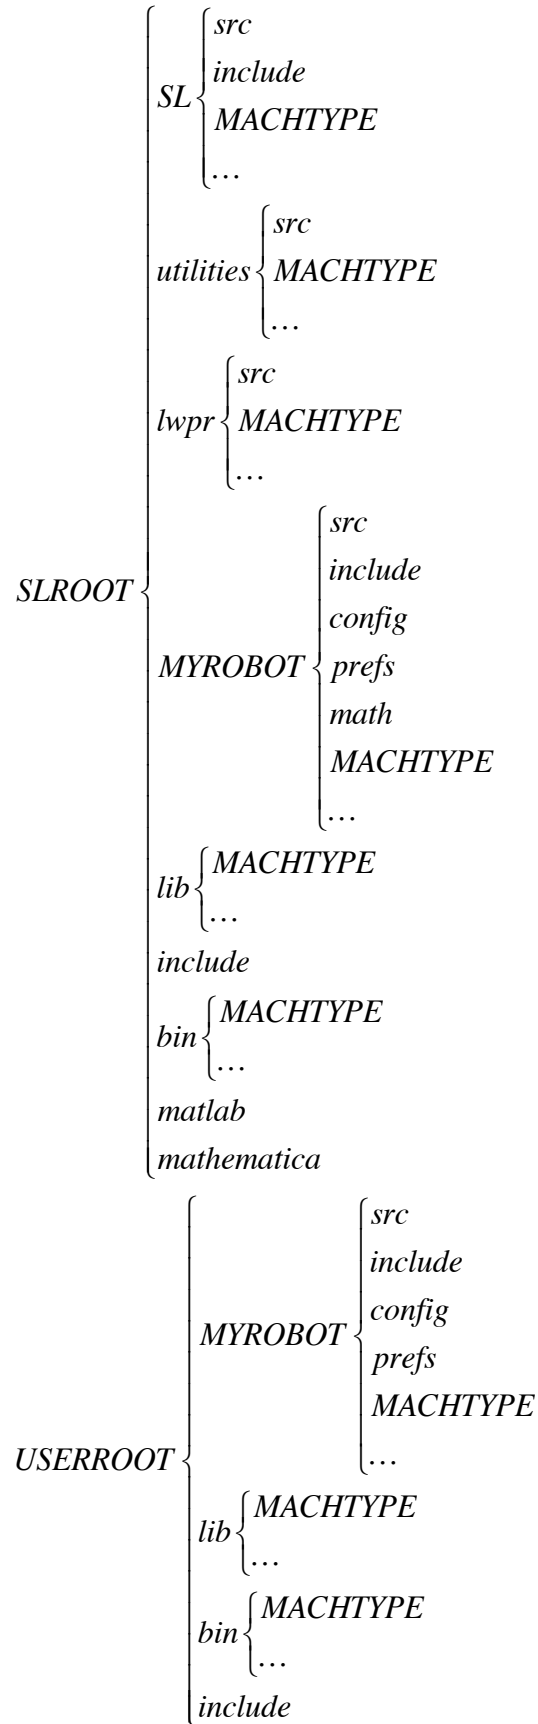 src
include
SL
MACHTYPE
…
src
utilities MACHTYPE
…
src
lwpr MACHTYPE
…
src
include
config
SLROOT
MYROBOT prefs
math
MACHTYPE
…
MACHTYPE
lib
…
include
MACHTYPE
bin
…
matlab
mathematica
src
include
config
MYROBOT
prefs
MACHTYPE
USERROOT
…
MACHTYPE
lib
…
MACHTYPE
bin
…
include